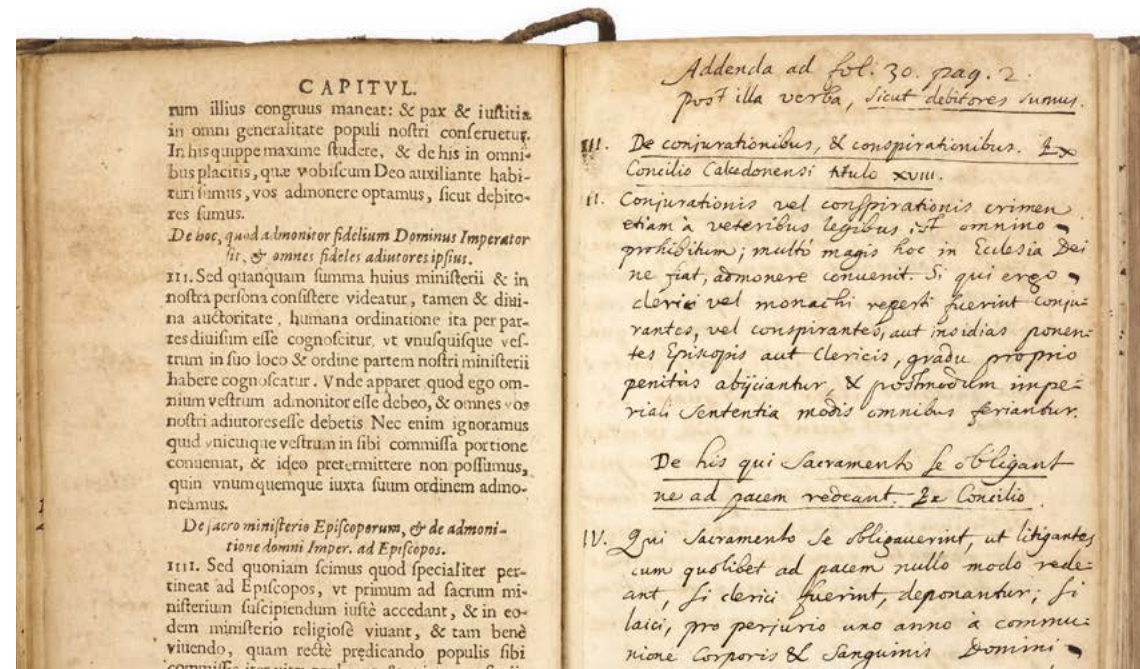 CAPITVL.
rum illius congruus maneat: & pax & iuſtitia
in omni generalitate populi noſtri conſeruetur.
In his quippe maxime ſtudere, & de his in omni-
bus placitis, quæ vobiſcum Deo auxiliante habi-
turi ſumus, vos admonere optamus, ſicut debito-
res ſumus.
De hoc, quod admonitor fidelium Dominus Imperator
ſit, & omnes fideles adiutores ipſius.
III. Sed quanquam ſumma huius miniſterii & in
noſtra perſona conſiſtere videatur, tamen & diui-
na auctoritate, humana ordinatione ita per par-
tes diuiſum eſſe cognoſcitur, vt vnuſquiſque veſ-
trum in ſuo loco & ordine partem noſtri miniſterii
habere cognoſcatur. Vnde apparet quod ego om-
nium veſtrum admonitor eſſe debeo, & omnes vos
noſtri adiutores eſſe debetis. Nec enim ignoramus
quid vnicuique veſtrum in ſibi commiſſa portione
conueniat, & ideo pretermittere non poſſumus,
quin vnumquemque iuxta ſuum ordinem admo-
neamus.
De ſacro miniſterio Epiſcoporum, & de admoni-
tione domni Imper. ad Epiſcopos.
IIII. Sed quoniam ſcimus quod ſpecialiter per-
tineat ad Epiſcopos, vt primum ad ſacrum mi-
niſterium ſuſcipiendum iuſtè accedant, & in eo-
dem miniſterio religioſè viuant, & tam benè
viuendo, quam rectè predicando populis ſibi
Addenda ad fol. 30. pag. 2.
post illa verba, sicut debitores sumus.
III. De conjurationibus, & conspirationibus. Ex
Concilio Calcedonensi titulo XVIII.
II. Conjurationis vel conspirationis crimen
etiam à veteribus legibus est omnino
prohibitum; multò magis hoc in Eclesia Dei
ne fiat, admonere conuenit. Si qui ergo
clerici vel monachi reperti fuerint conju-
rantes, vel conspirantes, aut insidias ponen-
tes Episcopis aut Clericis, gradu proprio
penitùs abijciantur, & postmodum impe-
riali sententia modis omnibus feriantur.
De his qui sacramento se obligant
ne ad pacem redeant. Ex Concilio
IV. Qui sacramento se obligauerint, ut litigantes
cum quolibet ad pacem nullo modo rede-
ant, si clerici fuerint, deponantur; si
laici, pro perjurio uno anno à commu-
nione Corporis & Sanguinis Domini